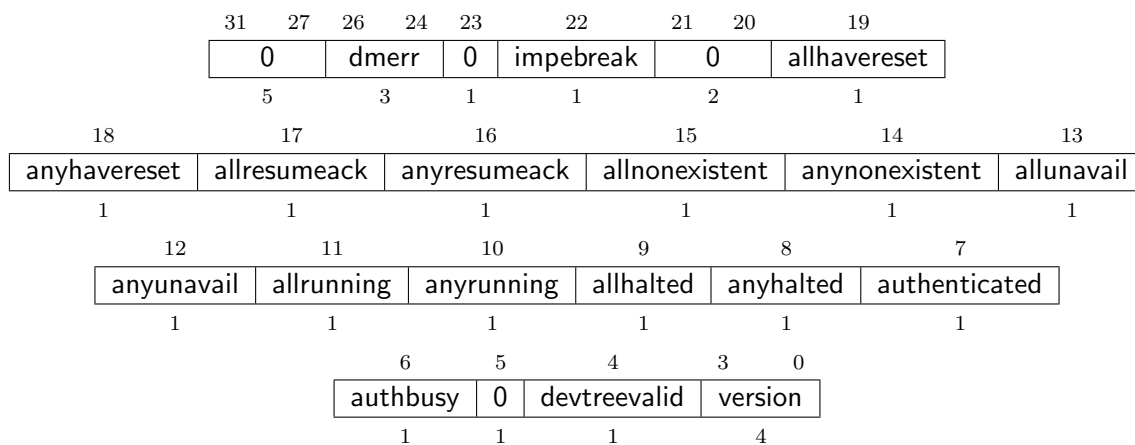 31 27 26 24 23 22 21 20 19
0 dmerr 0 impebreak 0 allhavereset
5 3 1 1 2 1
18 17 16 15 14 13
anyhavereset allresumeack anyresumeack allnonexistent anynonexistent allunavail
1 1 1 1 1 1
12 11 10 9 8 7
anyunavail allrunning anyrunning allhalted anyhalted authenticated
1 1 1 1 1 1
6 5 4 3 0
authbusy 0 devtreevalid version
1 1 1 4